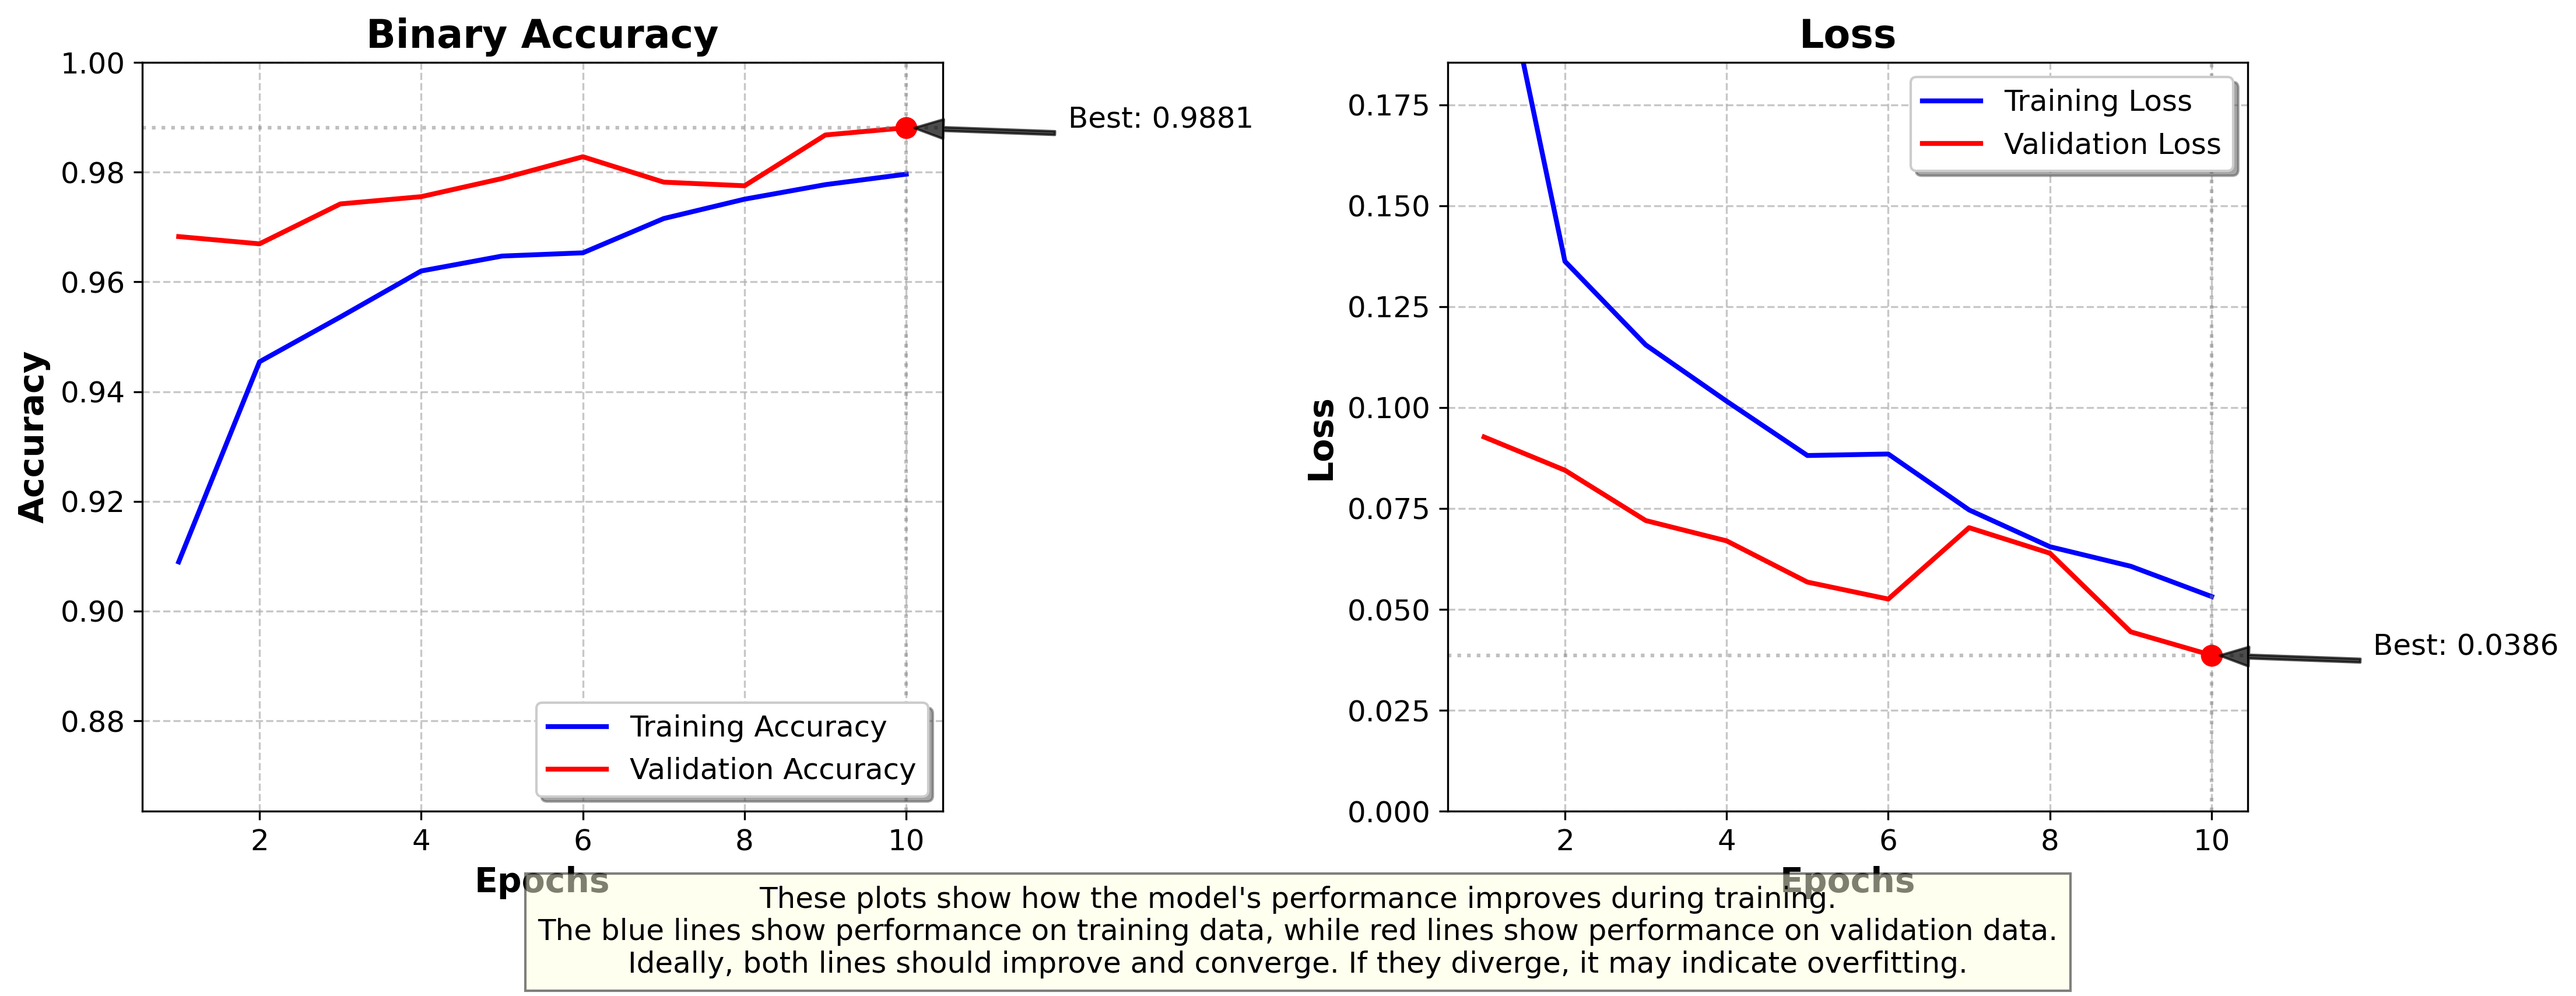 Binary Accuracy
1.00
0.98
0.96
0.94
0.92
0.90
0.88
Accuracy
Best: 0.9881
Training Accuracy
Validation Accuracy
2 4 6 8 10
Epochs
Loss
0.175
0.150
0.125
0.100
0.075
0.050
0.025
0.000
Loss
Training Loss
Validation Loss
Best: 0.0386
2 4 6 8 10
Epochs
These plots show how the model's performance improves during training.
The blue lines show performance on training data, while red lines show performance on validation data.
Ideally, both lines should improve and converge. If they diverge, it may indicate overfitting.